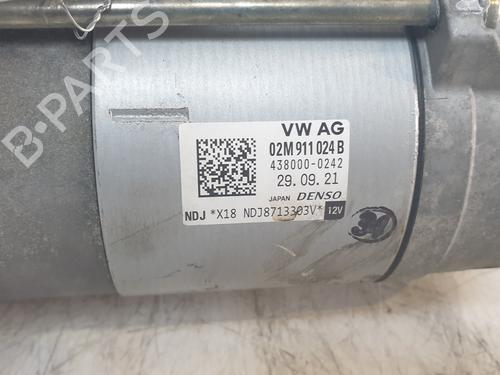 B-PARTS
VW AG
02M 911 024 B
438000-0242
29.09.21
JAPAN DENSO
NDJ *X18 NDJ8713303V* 12V